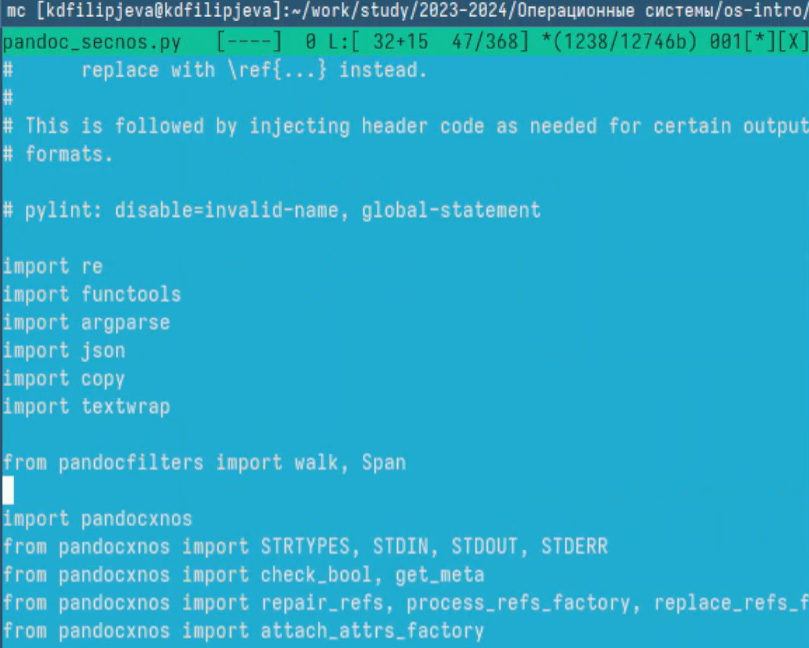 mc [kdfilipjeva@kdfilipjeva]:~/work/study/2023-2024/Операционные системы/os-intro/
pandoc_secnos.py   [----]  0 L:[ 32+15  47/368] *(1238/12746b) 001[*][X]
#      replace with \ref{...} instead.
#
# This is followed by injecting header code as needed for certain output
# formats.
# pylint: disable=invalid-name, global-statement
import re
import functools
import argparse
import json
import copy
import textwrap
from pandocfilters import walk, Span
import pandocxnos
from pandocxnos import STRTYPES, STDIN, STDOUT, STDERR
from pandocxnos import check_bool, get_meta
from pandocxnos import repair_refs, process_refs_factory, replace_refs_f
from pandocxnos import attach_attrs_factory